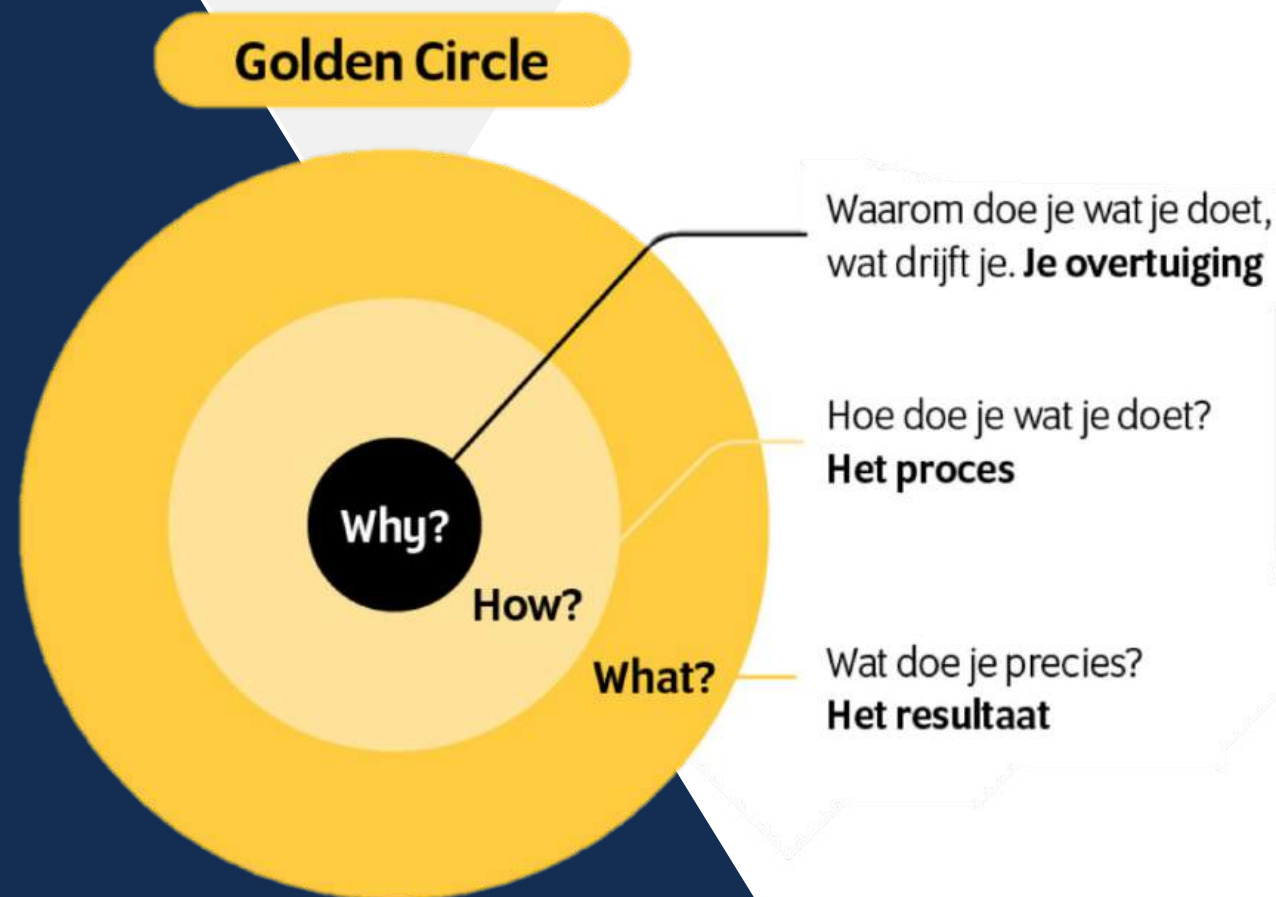 Golden Circle
Waarom doe je wat je doet,
wat drijft je. Je overtuiging
Hoe doe je wat je doet?
Het proces
Why?
How?
What?
Wat doe je precies?
Het resultaat